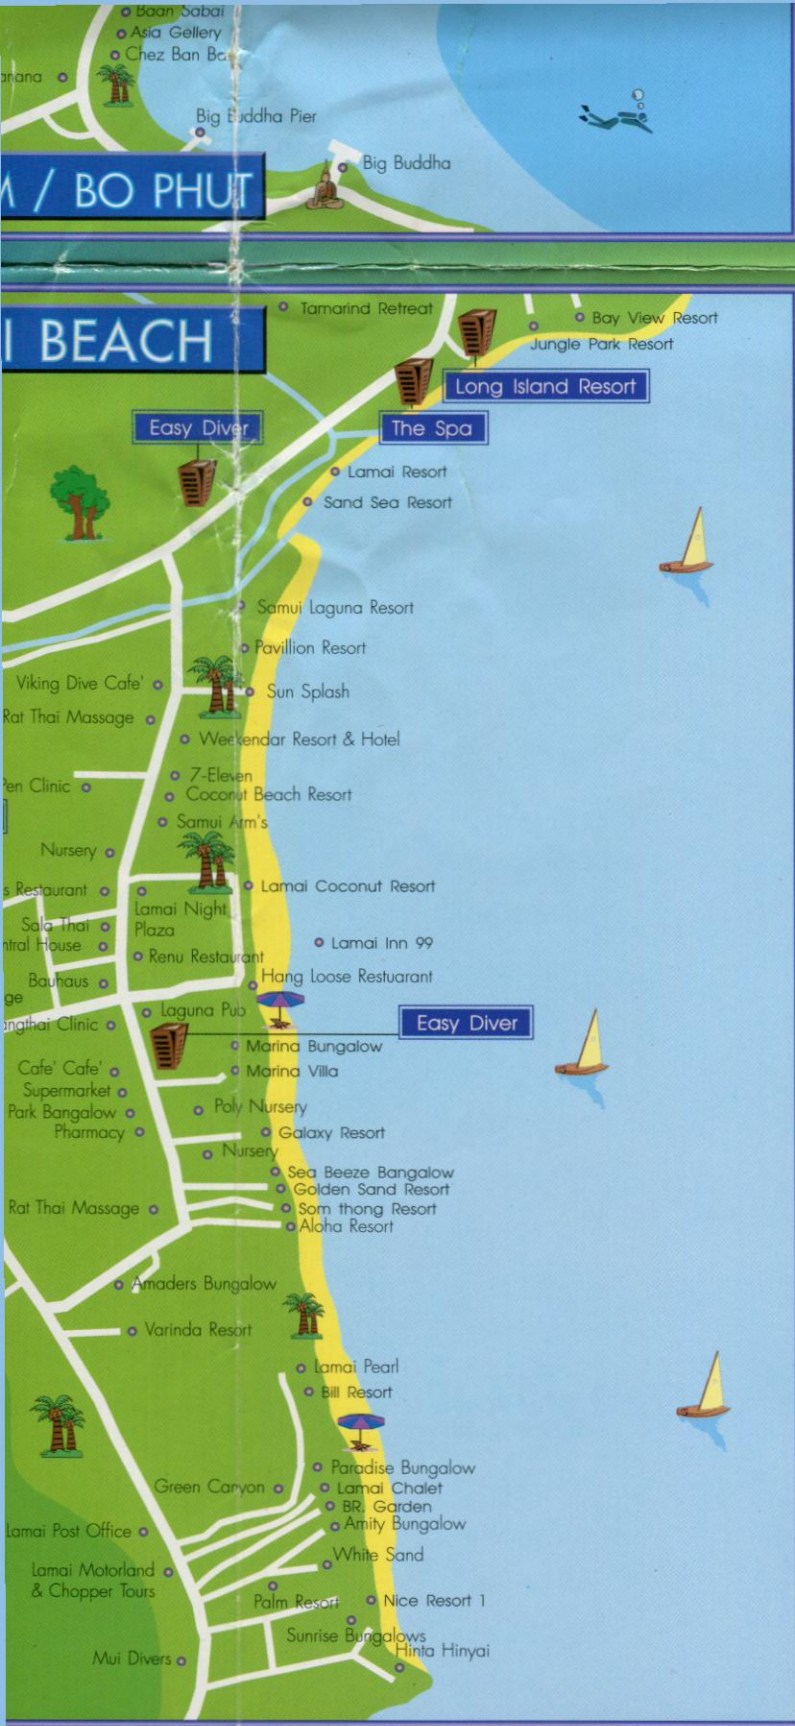 Baan Sabai
Asia Gellery
Chez Ban Ba
anana
Big Buddha Pier
Big Buddha
M / BO PHUT
Tamarind Retreat
Bay View Resort
Jungle Park Resort
I BEACH
Long Island Resort
Easy Diver
The Spa
Lamai Resort
Sand Sea Resort
Samui Laguna Resort
Pavillion Resort
Viking Dive Cafe'
Sun Splash
Rat Thai Massage
Weekendar Resort & Hotel
7-Eleven
Pen Clinic
Coconut Beach Resort
Samui Arm's
Nursery
s Restaurant
Lamai Coconut Resort
Lamai Night
Plaza
Sala Thai
ntral House
Lamai Inn 99
Renu Restaurant
Bauhaus
Hang Loose Restuarant
ge
Laguna Pub
angthai Clinic
Easy Diver
Marina Bungalow
Cafe' Cafe'
Marina Villa
Supermarket
Park Bangalow
Poly Nursery
Pharmacy
Galaxy Resort
Nursery
Sea Beeze Bangalow
Golden Sand Resort
Rat Thai Massage
Som thong Resort
Aloha Resort
Amaders Bungalow
Varinda Resort
Lamai Pearl
Bill Resort
Paradise Bungalow
Green Canyon
Lamai Chalet
BR. Garden
Amity Bungalow
Lamai Post Office
White Sand
Lamai Motorland
& Chopper Tours
Palm Resort
Nice Resort 1
Sunrise Bungalows
Hinta Hinyai
Mui Divers